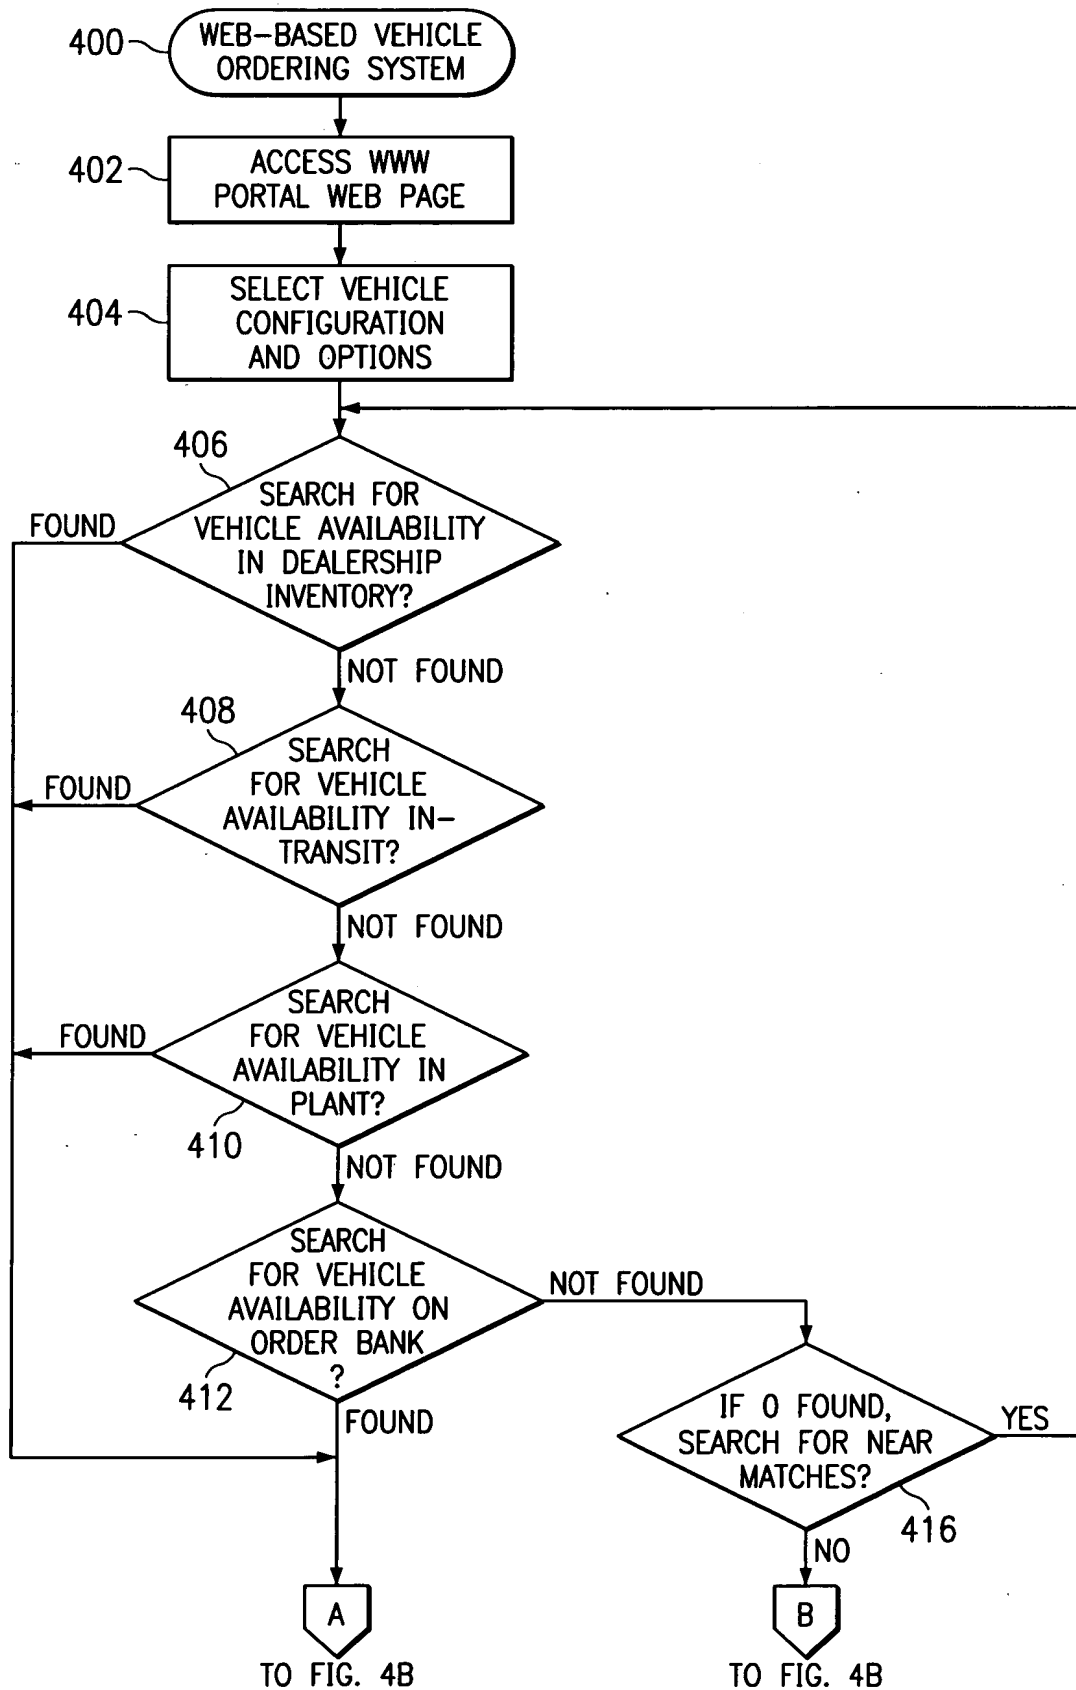 400
WEB-BASED VEHICLE
ORDERING SYSTEM
402
ACCESS WWW
PORTAL WEB PAGE
404
SELECT VEHICLE
CONFIGURATION
AND OPTIONS
406
SEARCH FOR
VEHICLE AVAILABILITY
IN DEALERSHIP
INVENTORY?
FOUND
NOT FOUND
408
SEARCH
FOR VEHICLE
AVAILABILITY IN-
TRANSIT?
FOUND
NOT FOUND
SEARCH
FOR VEHICLE
AVAILABILITY IN
PLANT?
FOUND
410
NOT FOUND
SEARCH
FOR VEHICLE
AVAILABILITY ON
ORDER BANK
?
412
NOT FOUND
FOUND
IF 0 FOUND,
SEARCH FOR NEAR
MATCHES?
YES
416
NO
A
TO FIG. 4B
B
TO FIG. 4B